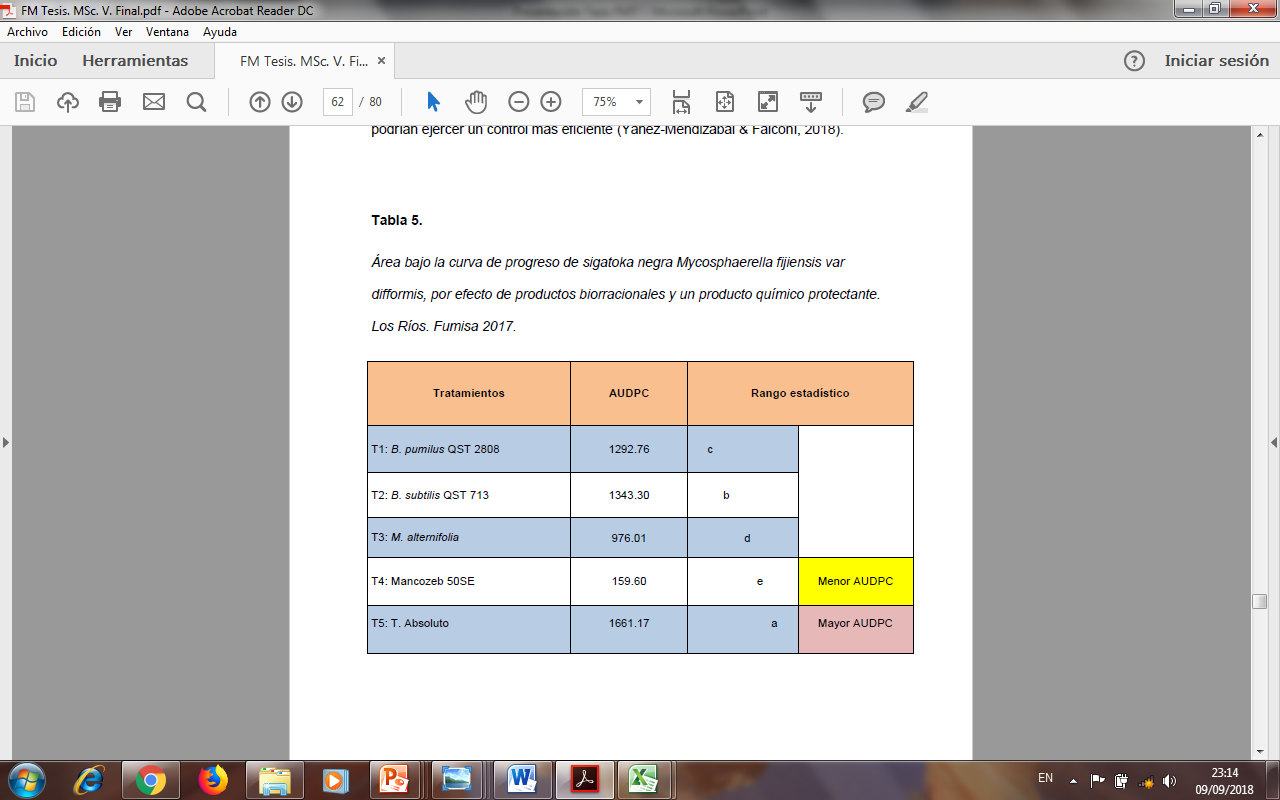 FM Tesis. MSc. V. Final.pdf - Adobe Acrobat Reader DC
Archivo Edición Ver Ventana Ayuda
Inicio Herramientas FM Tesis. MSc. V. Fi... × Iniciar sesión
62 / 80 75%
podrían ejercer un control más eficiente (Yánez-Mendizábal & Falconí, 2018).
Tabla 5.
Área bajo la curva de progreso de sigatoka negra Mycosphaerella fijiensis var
difformis, por efecto de productos biorracionales y un producto químico protectante.
Los Ríos. Fumisa 2017.
Tratamientos AUDPC Rango estadístico
T1: B. pumilus QST 2808 1292.76 c
T2: B. subtilis QST 713 1343.30 b
T3: M. alternifolia 976.01 d
T4: Mancozeb 50SE 159.60 e Menor AUDPC
T5: T. Absoluto 1661.17 a Mayor AUDPC
EN 23:14
09/09/2018